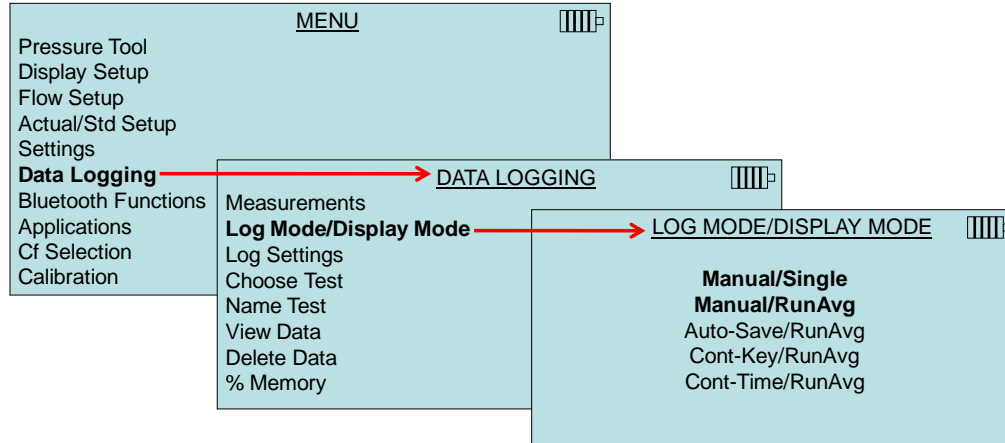 MENU
Pressure Tool
Display Setup
Flow Setup
Actual/Std Setup
Settings
Data Logging
Bluetooth Functions
Applications
Cf Selection
Calibration
DATA LOGGING
Measurements
Log Mode/Display Mode
Log Settings
Choose Test
Name Test
View Data
Delete Data
% Memory
LOG MODE/DISPLAY MODE
Manual/Single
Manual/RunAvg
Auto-Save/RunAvg
Cont-Key/RunAvg
Cont-Time/RunAvg